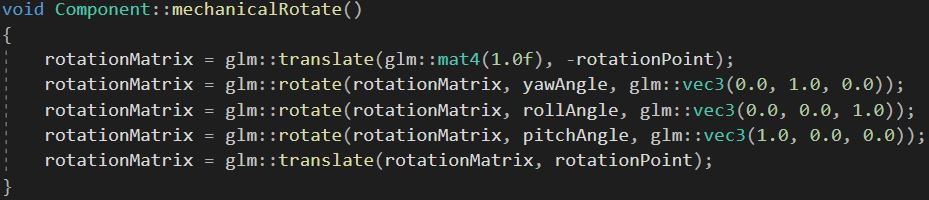 void Component::mechanicalRotate()
{
rotationMatrix = glm::translate(glm::mat4(1.0f), -rotationPoint);
rotationMatrix = glm::rotate(rotationMatrix, yawAngle, glm::vec3(0.0, 1.0, 0.0));
rotationMatrix = glm::rotate(rotationMatrix, rollAngle, glm::vec3(0.0, 0.0, 1.0));
rotationMatrix = glm::rotate(rotationMatrix, pitchAngle, glm::vec3(1.0, 0.0, 0.0));
rotationMatrix = glm::translate(rotationMatrix, rotationPoint);
}